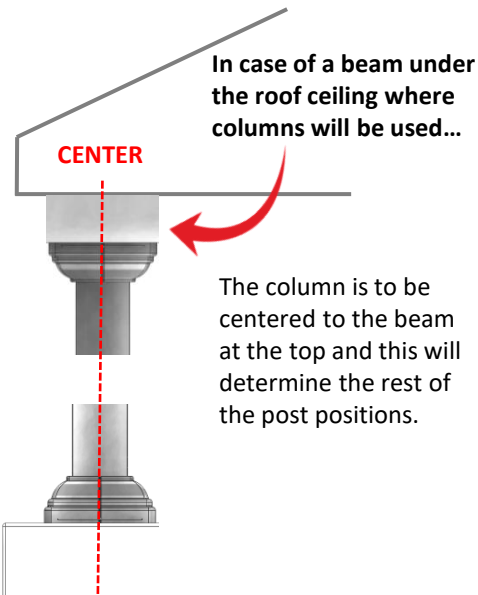 In case of a beam under
the roof ceiling where
columns will be used…
CENTER
The column is to be
centered to the beam
at the top and this will
determine the rest of
the post positions.